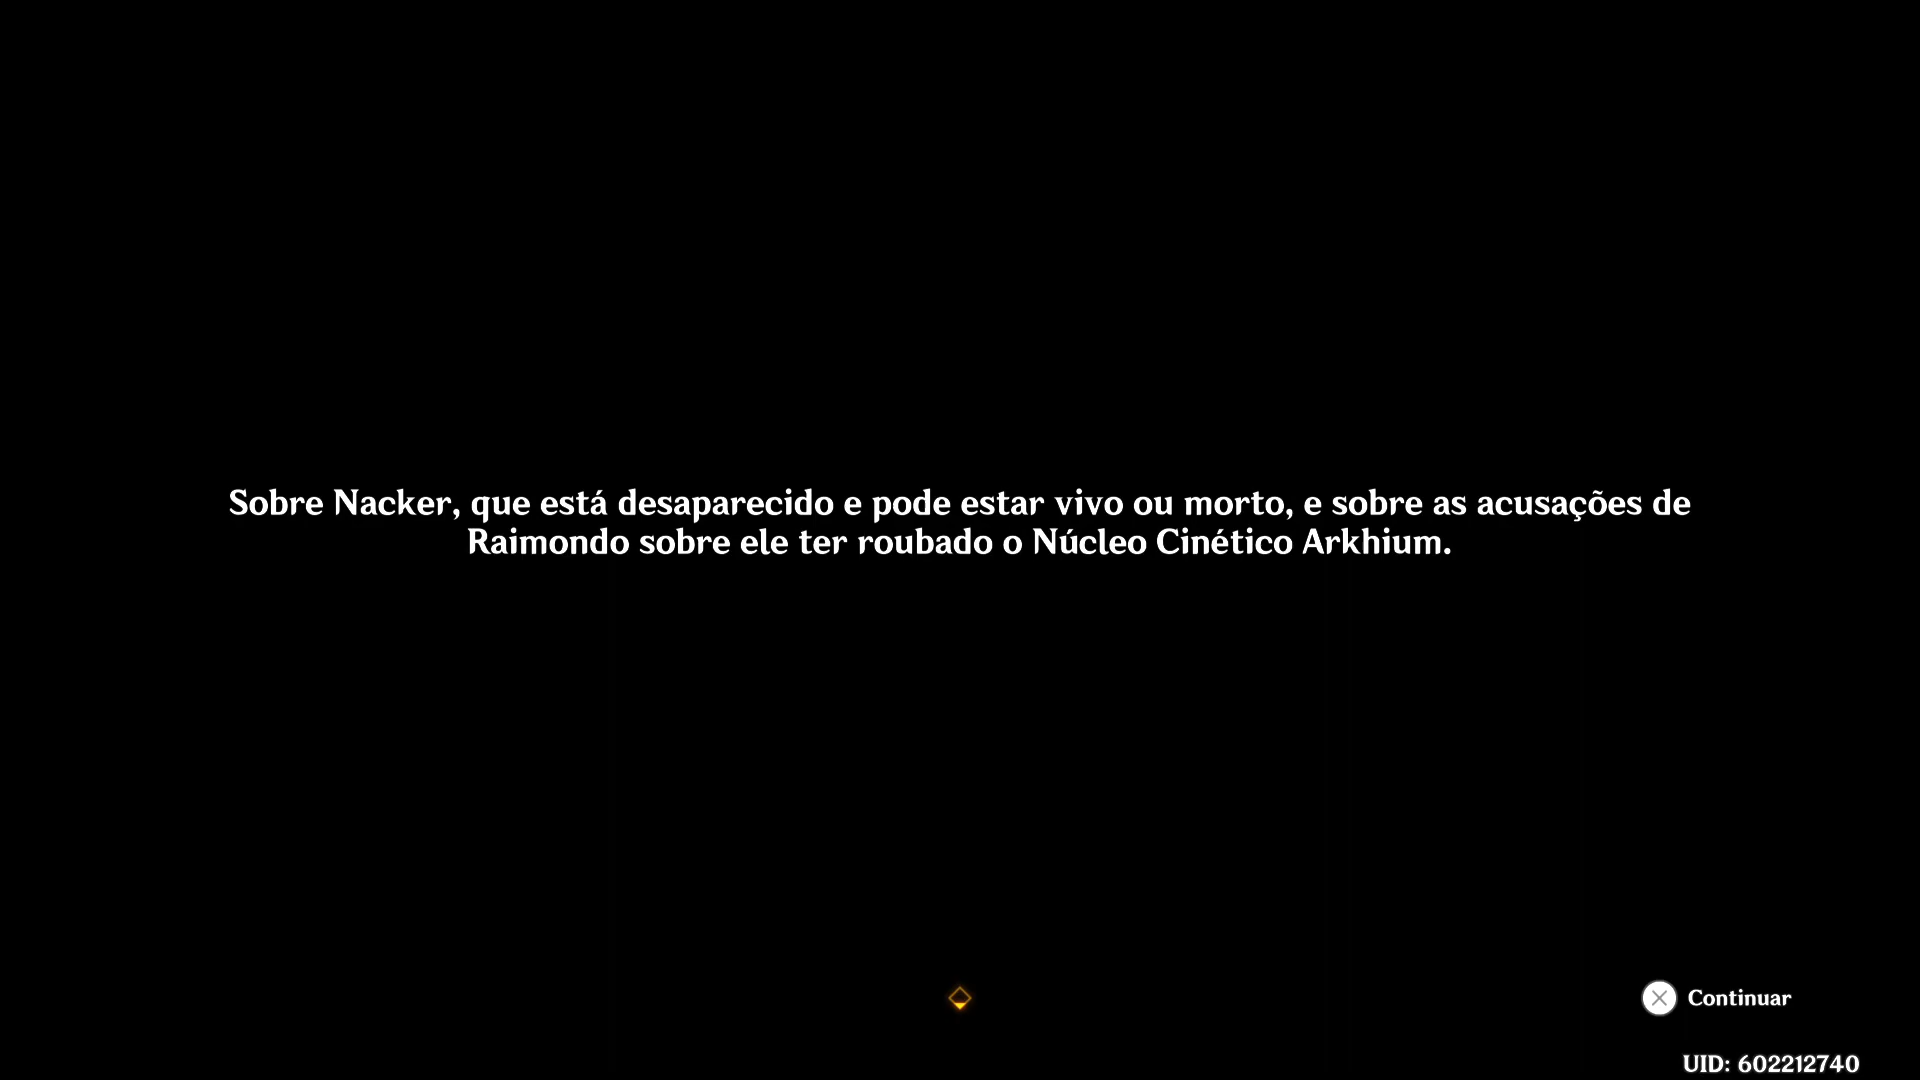 Sobre Nacker, que está desaparecido e pode estar vivo ou morto, e sobre as acusações de
Raimondo sobre ele ter roubado o Núcleo Cinético Arkhium.
Continuar
UID: 602212740